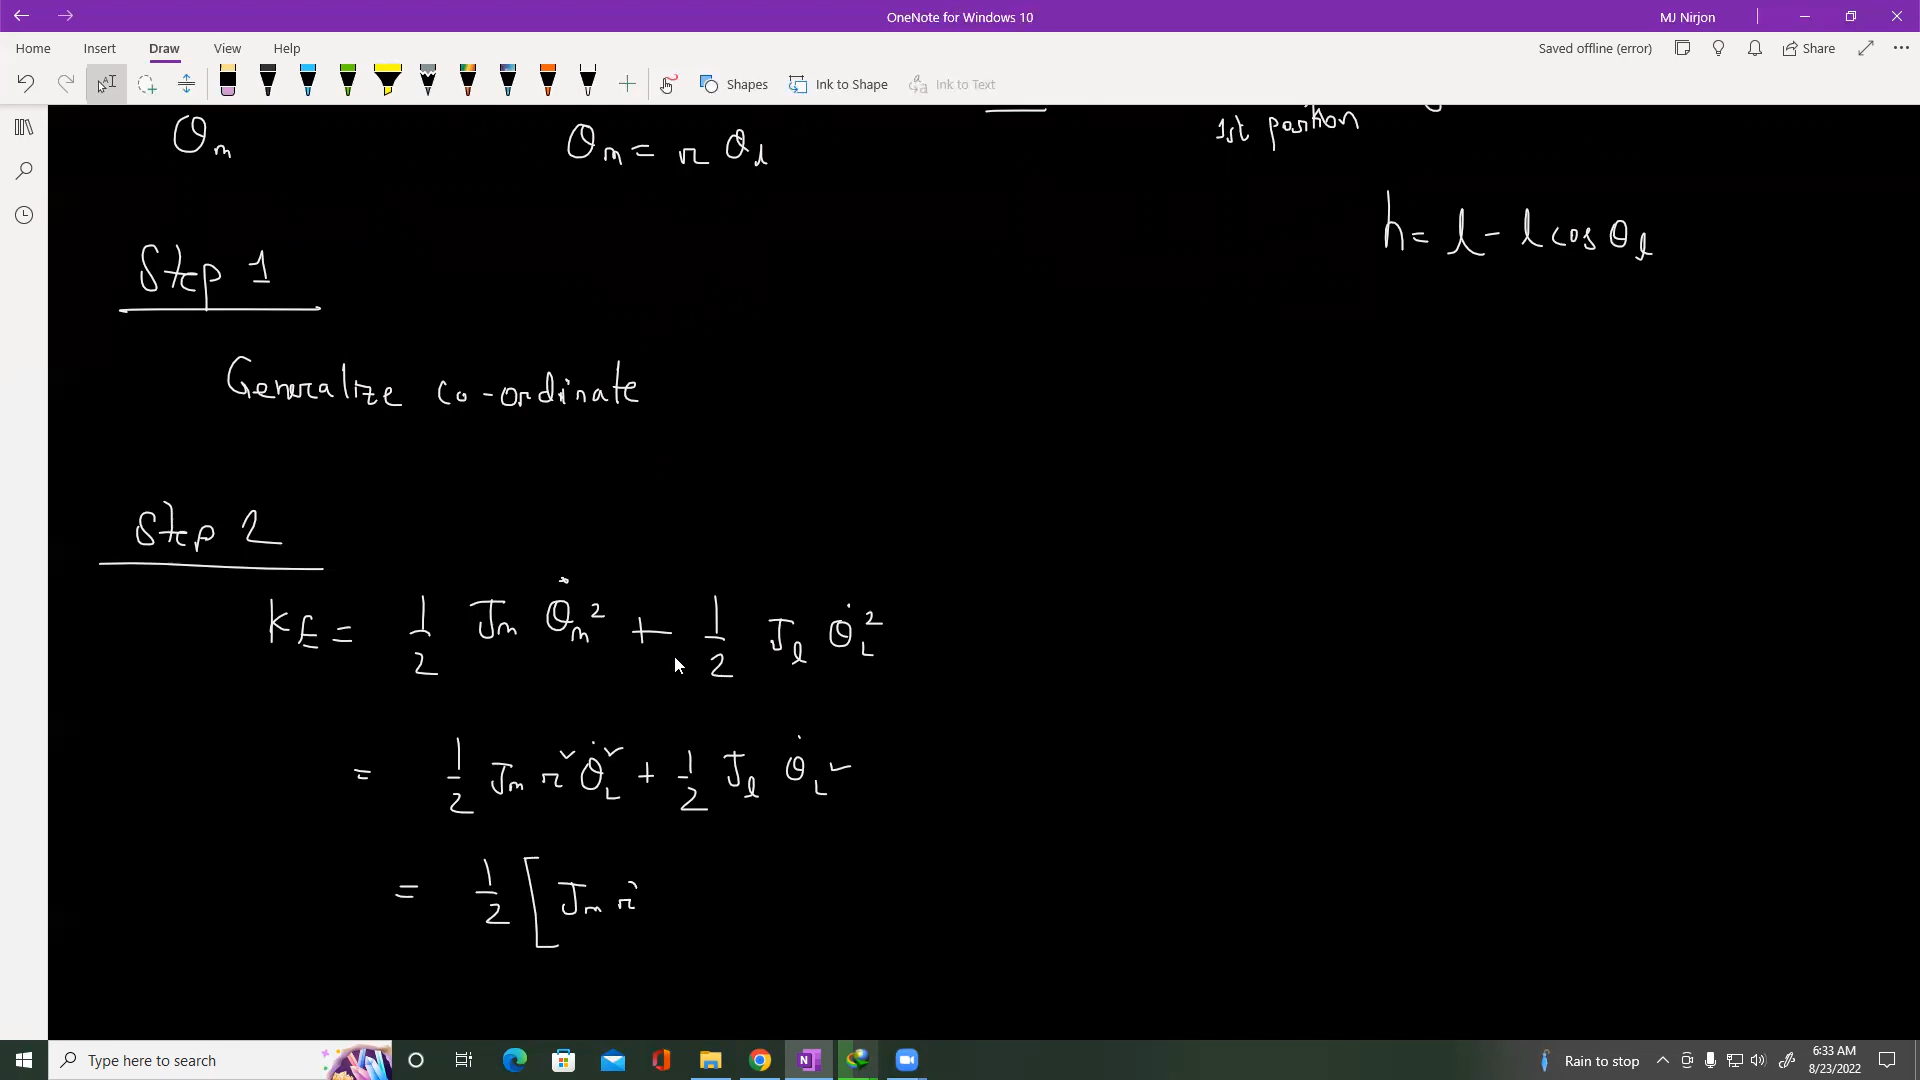 OneNote for Windows 10
MJ Nirjon
Home Insert Draw View Help
Saved offline (error) Share
Shapes Ink to Shape Ink to Text
1st position
θm
θm = r θl
h = l - l cos θl
Step 1
Generalize co-ordinate
Step 2
KE = 1/2 Jm θ̇m² + 1/2 Jl θ̇L²
= 1/2 Jm r² θ̇L² + 1/2 Jl θ̇L²
= 1/2 [ Jm r²
Type here to search
Rain to stop
6:33 AM
8/23/2022